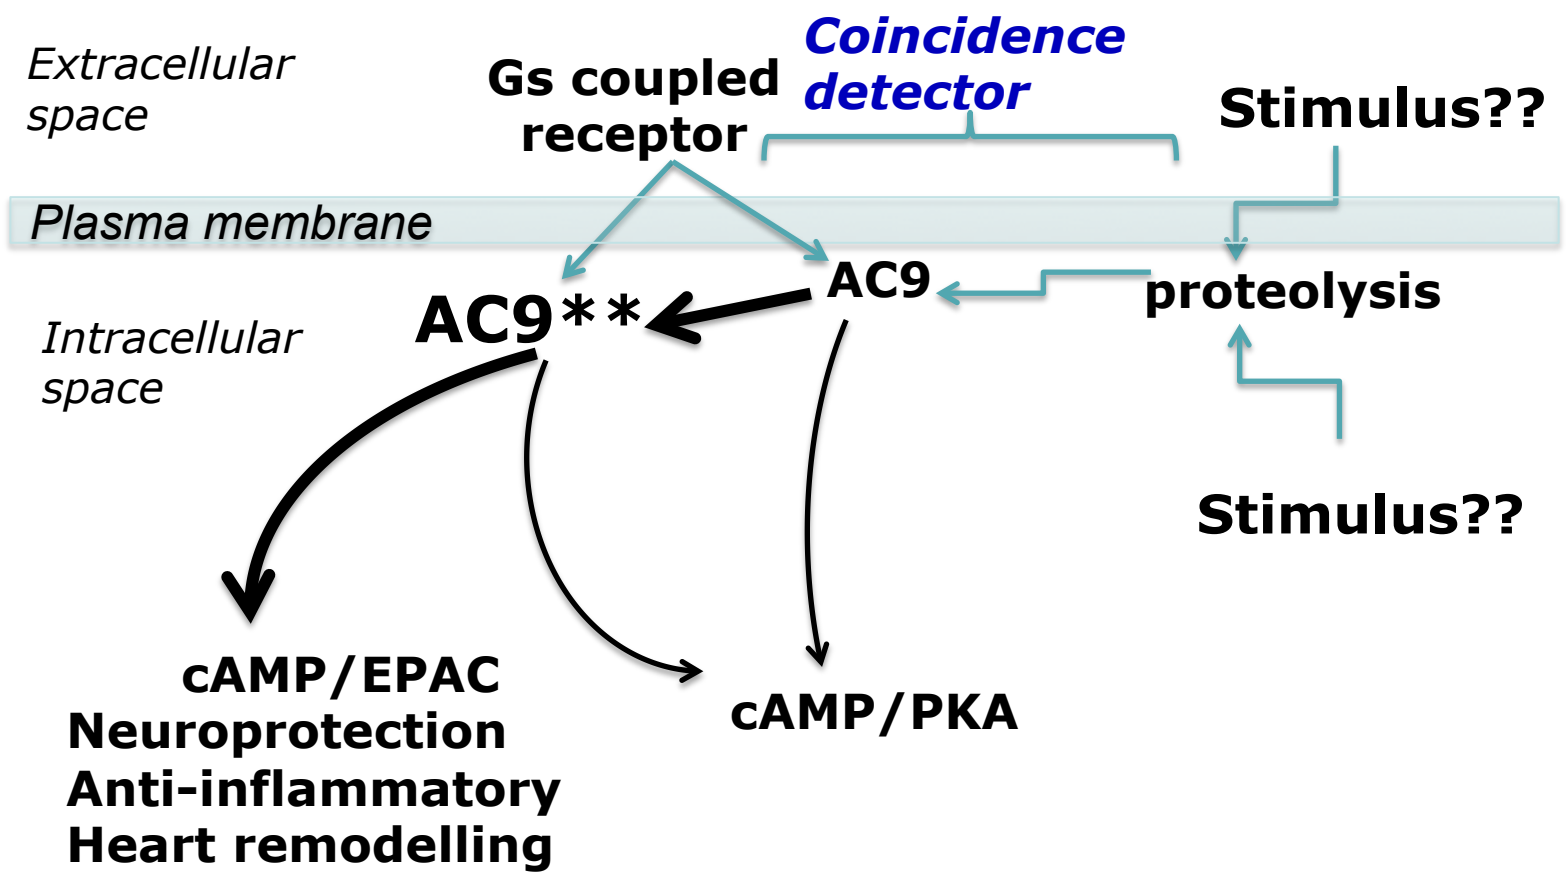 Extracellular
space
Gs coupled
receptor
Coincidence
detector
Stimulus??
Plasma membrane
AC9**
AC9
proteolysis
Intracellular
space
Stimulus??
cAMP/EPAC
Neuroprotection
Anti-inflammatory
Heart remodelling
cAMP/PKA